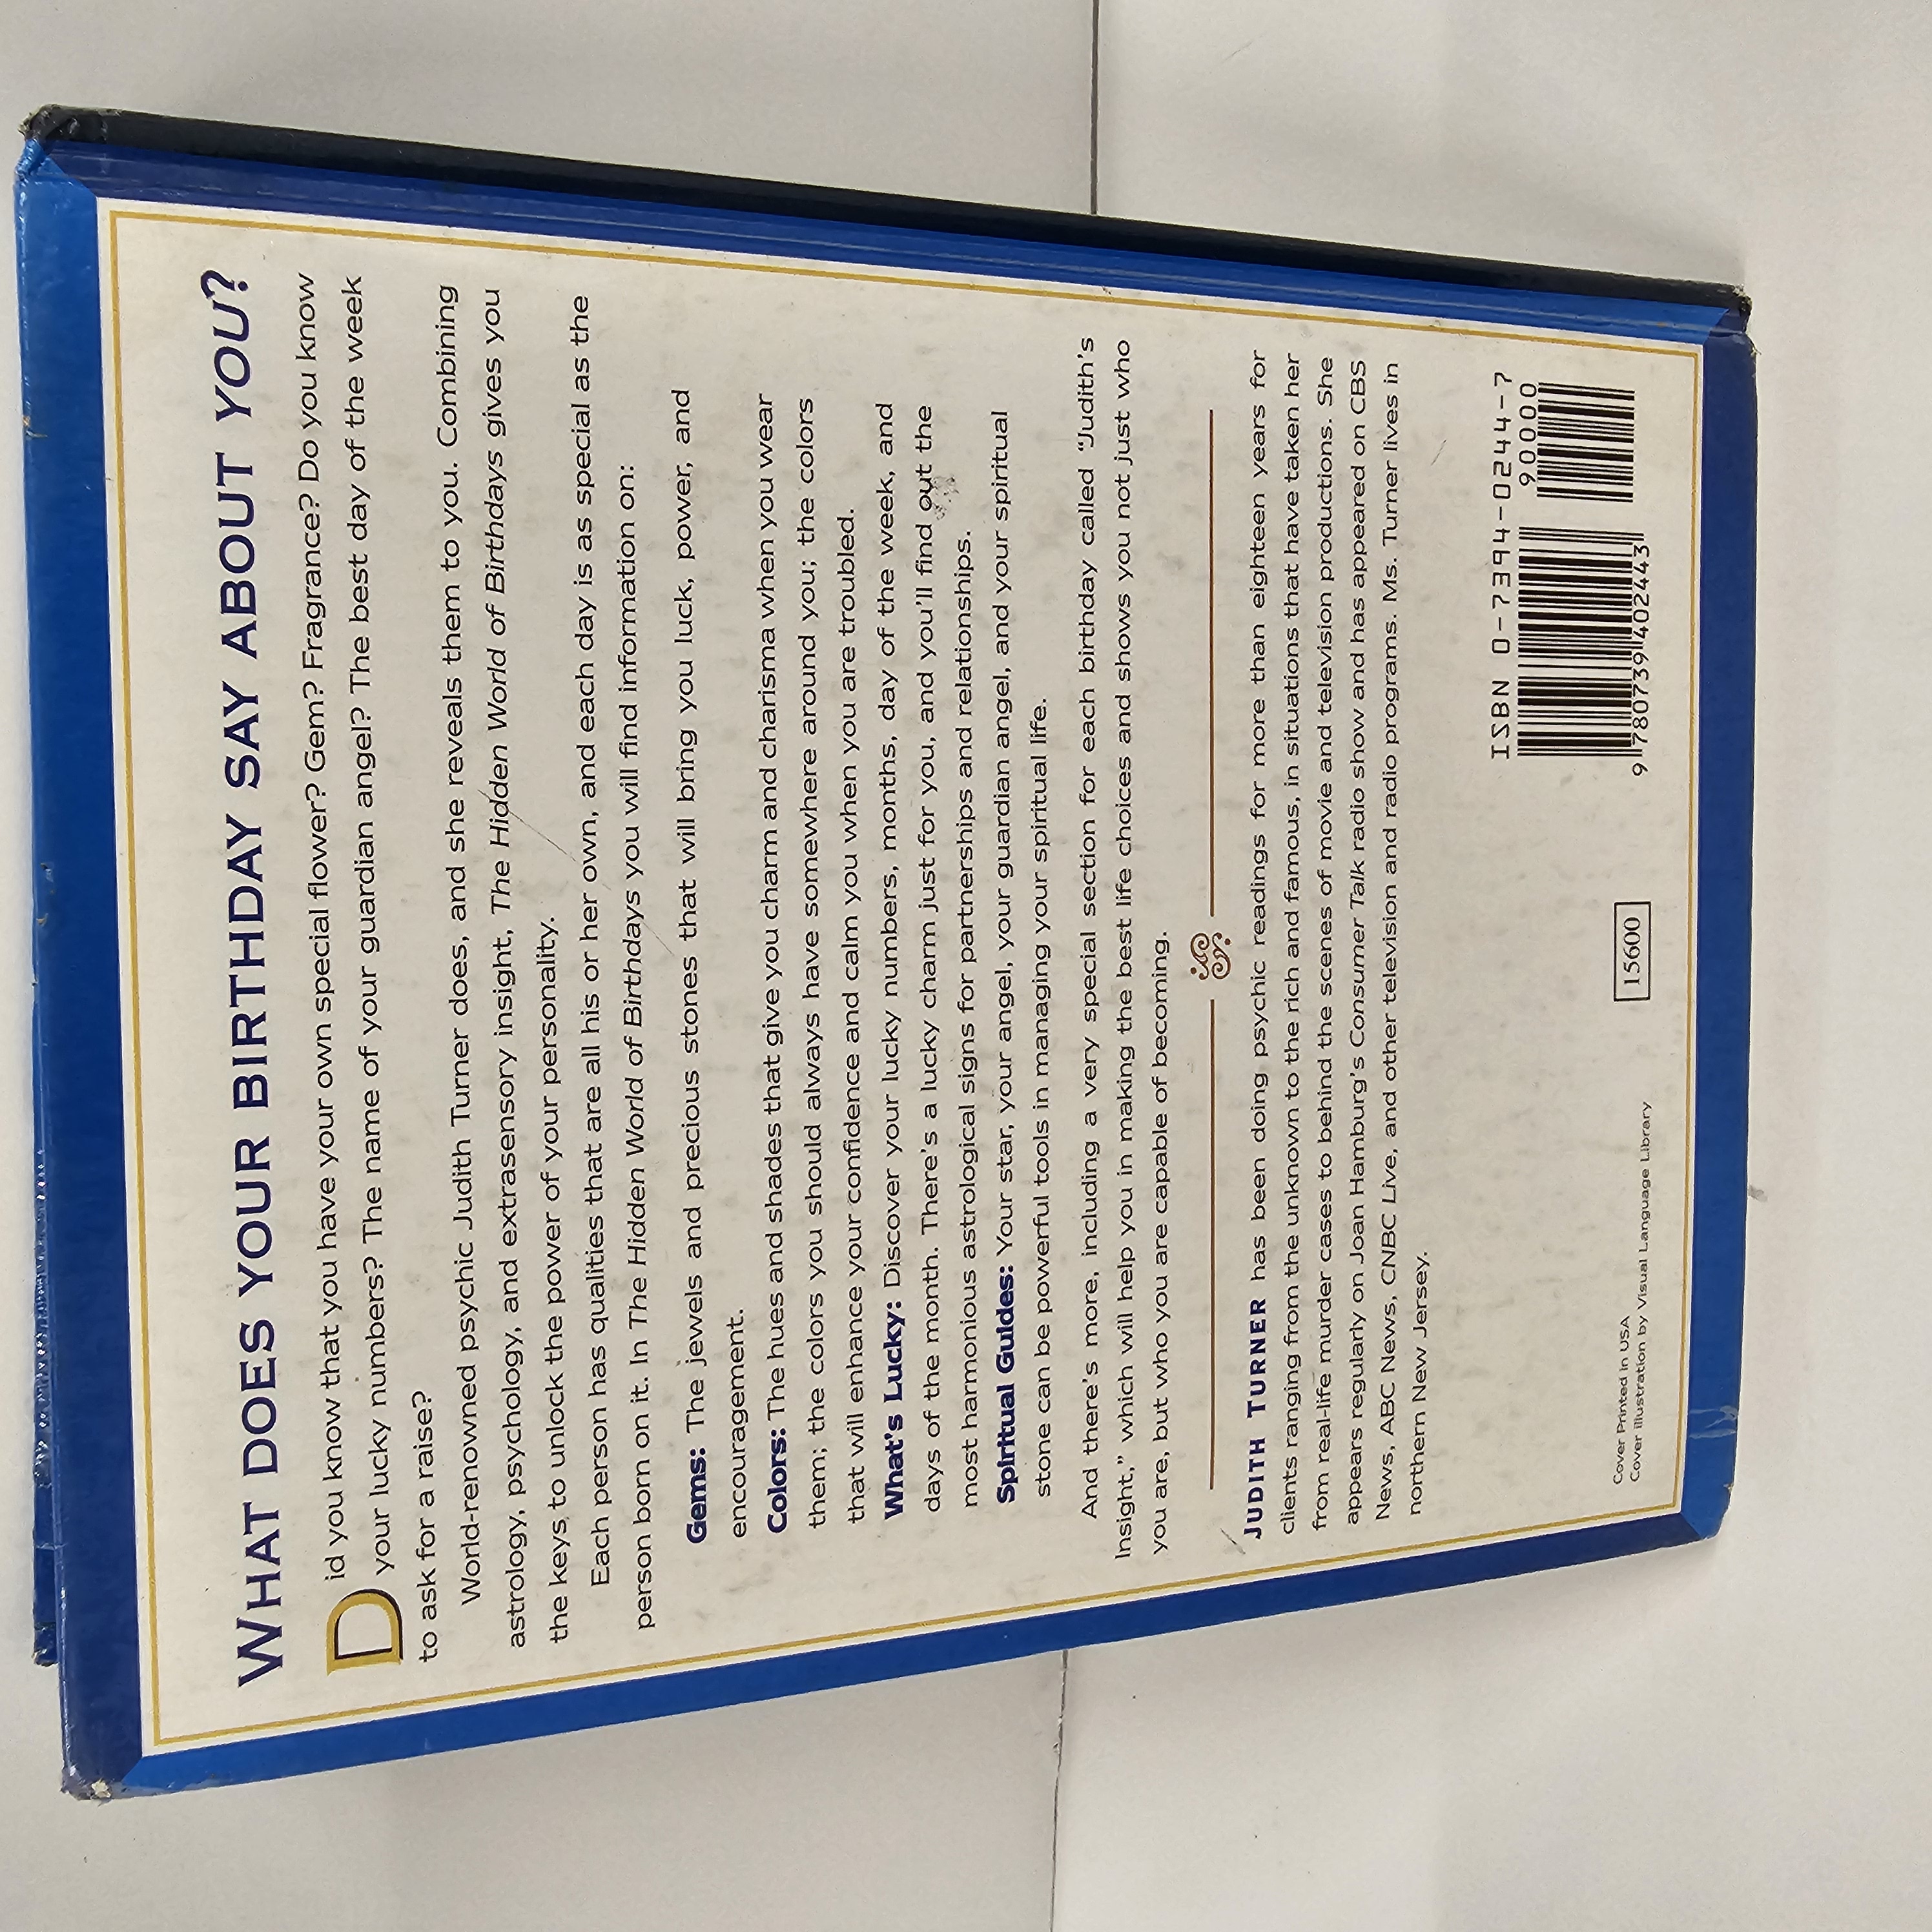 WHAT DOES YOUR BIRTHDAY SAY ABOUT YOU?
Did you know that you have your own special flower? Gem? Fragrance? Do you know
your lucky numbers? The name of your guardian angel? The best day of the week
to ask for a raise?
World-renowned psychic Judith Turner does, and she reveals them to you. Combining
astrology, psychology, and extrasensory insight, The Hidden World of Birthdays gives you
the keys to unlock the power of your personality.
Each person has qualities that are all his or her own, and each day is as special as the
person born on it. In The Hidden World of Birthdays you will find information on:
Gems: The jewels and precious stones that will bring you luck, power, and
encouragement.
Colors: The hues and shades that give you charm and charisma when you wear
them; the colors you should always have somewhere around you; the colors
that will enhance your confidence and calm you when you are troubled.
What's Lucky: Discover your lucky numbers, months, day of the week, and
days of the month. There's a lucky charm just for you, and you'll find out the
most harmonious astrological signs for partnerships and relationships.
Spiritual Guides: Your star, your angel, your guardian angel, and your spiritual
stone can be powerful tools in managing your spiritual life.
And there's more, including a very special section for each birthday called "Judith's
Insight," which will help you in making the best life choices and shows you not just who
you are, but who you are capable of becoming.
JUDITH TURNER has been doing psychic readings for more than eighteen years for
clients ranging from the unknown to the rich and famous, in situations that have taken her
from real-life murder cases to behind the scenes of movie and television productions. She
appears regularly on Joan Hamburg's Consumer Talk radio show and has appeared on CBS
News, ABC News, CNBC Live, and other television and radio programs. Ms. Turner lives in
northern New Jersey.
ISBN 0-7394-0244-7
90000
9 780739 402443
Cover Printed in USA
Cover illustration by Visual Language Library
15600